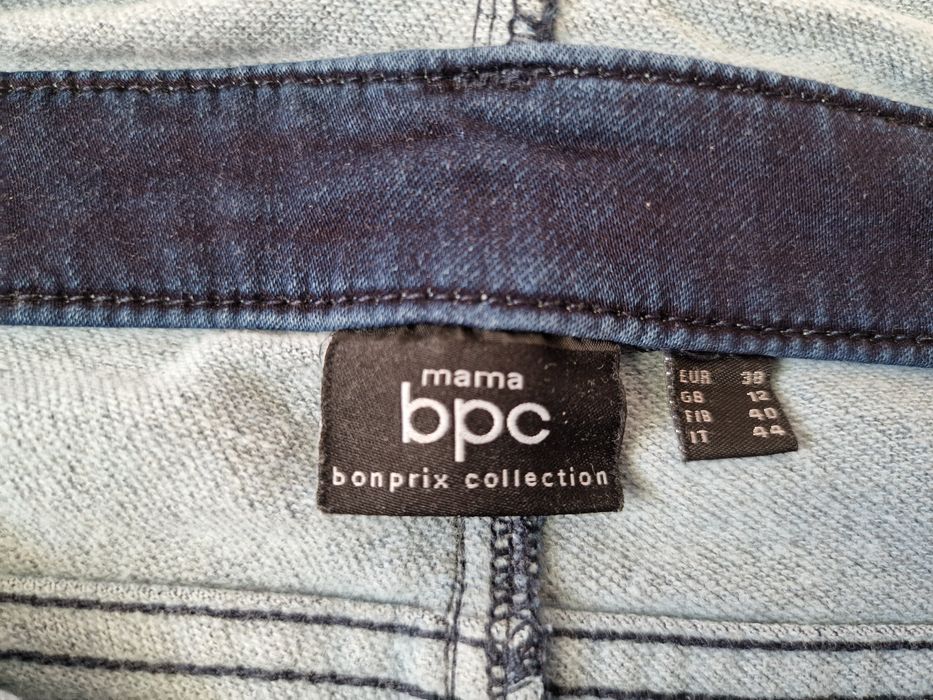 mama
bpc
bonprix collection
EUR 38
GB 12
F/B 40
IT 44